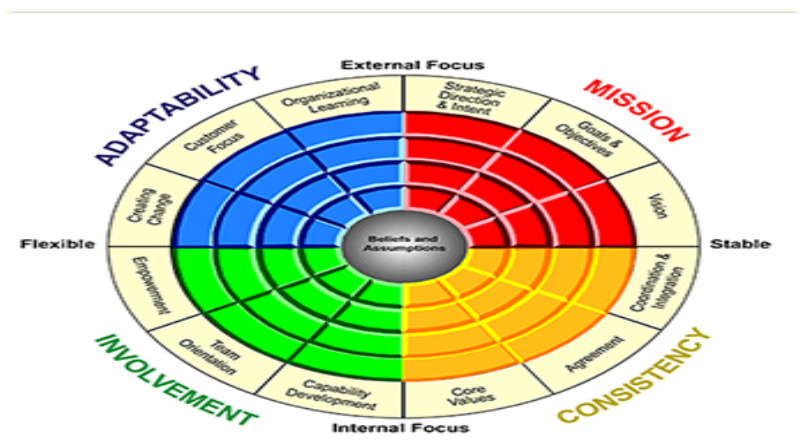 External Focus
ADAPTABILITY
MISSION
Organizational
Learning
Strategic
Direction
& Intent
Customer
Focus
Goals &
Objectives
Creating
Change
Vision
Flexible
Beliefs and
Assumptions
Stable
Empowerment
Coordination &
Integration
Team
Orientation
Agreement
Capability
Development
Core
Values
INVOLVEMENT
CONSISTENCY
Internal Focus